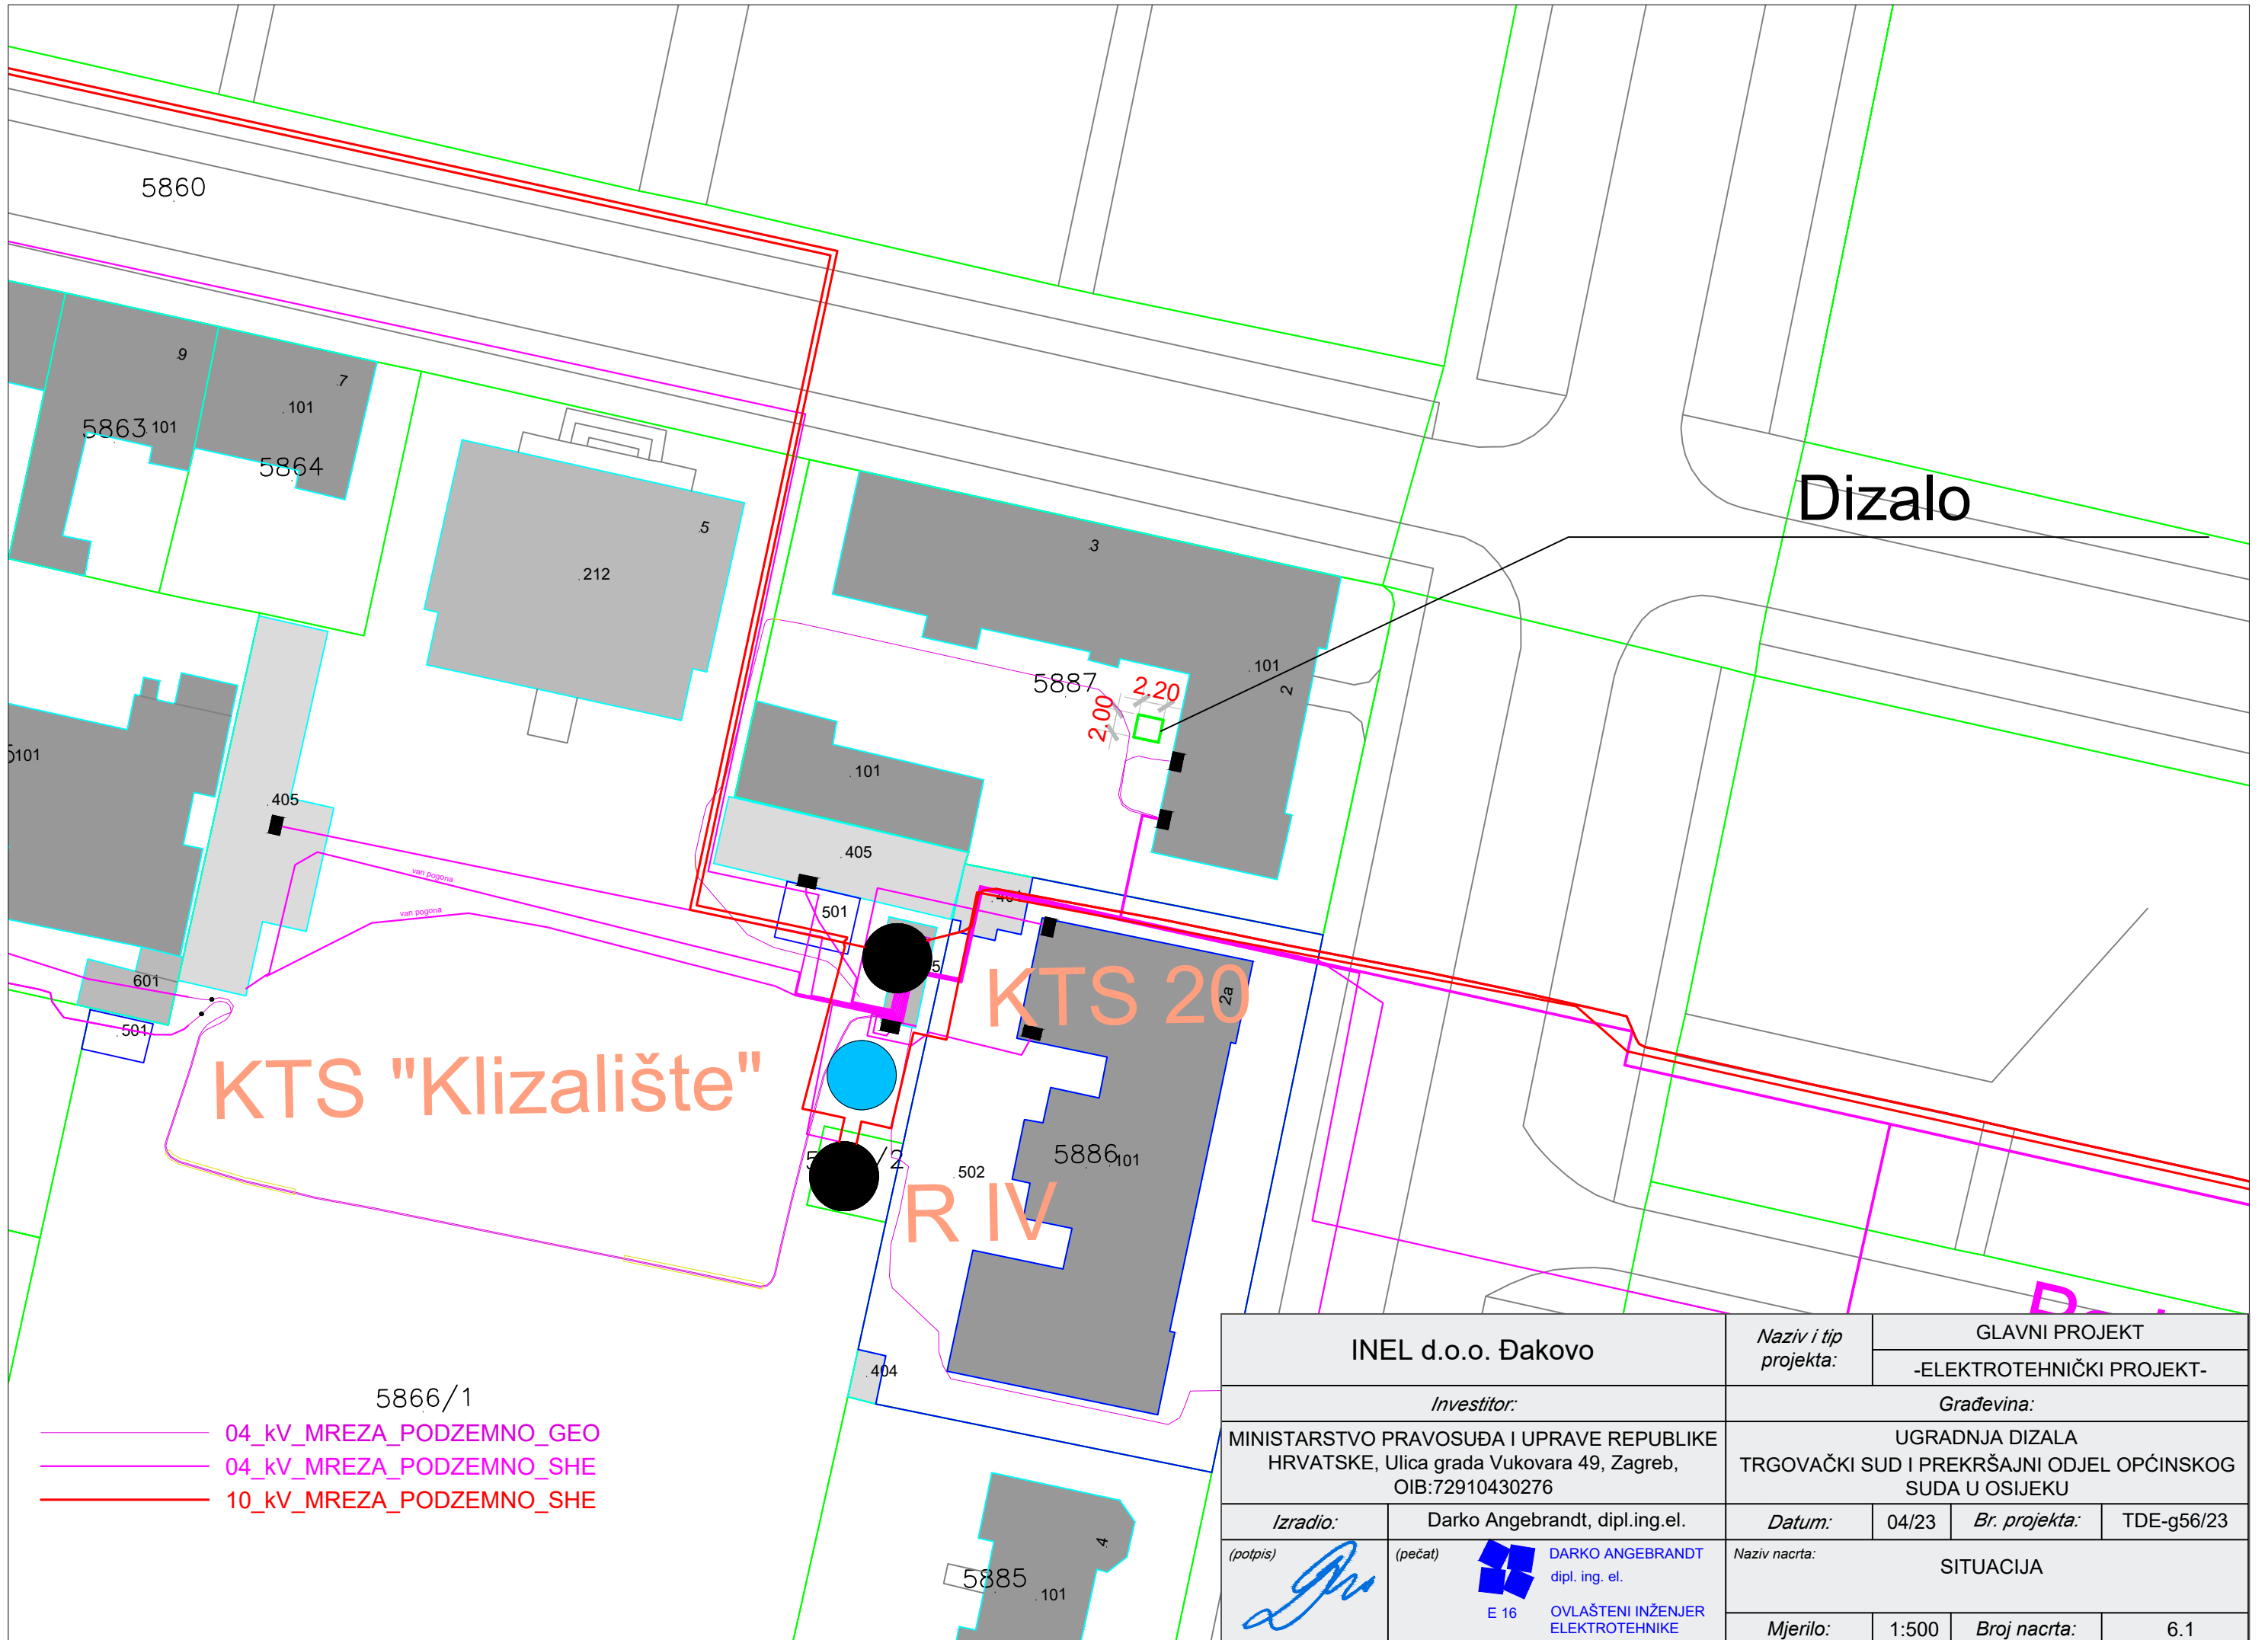 5860
9
7
.101
5863
.101
5864
5
.212
3
Dizalo
.101
2
5887
2.20
2.00
.101
.405
.101
.405
van pogona
van pogona
501
601
.501
KTS 20
2a
KTS "Klizalište"
R IV
.502
5886
.101
.404
5866/1
04_kV_MREZA_PODZEMNO_GEO
04_kV_MREZA_PODZEMNO_SHE
10_kV_MREZA_PODZEMNO_SHE
4
5885
.101
INEL d.o.o. Đakovo
Naziv i tip projekta:
GLAVNI PROJEKT
-ELEKTROTEHNIČKI PROJEKT-
Investitor:
Građevina:
MINISTARSTVO PRAVOSUĐA I UPRAVE REPUBLIKE
HRVATSKE, Ulica grada Vukovara 49, Zagreb,
OIB:72910430276
UGRADNJA DIZALA
TRGOVAČKI SUD I PREKRŠAJNI ODJEL OPĆINSKOG
SUDA U OSIJEKU
Izradio:
Darko Angebrandt, dipl.ing.el.
Datum:
04/23
Br. projekta:
TDE-g56/23
(potpis)
(pečat)
DARKO ANGEBRANDT
dipl. ing. el.
E 16
OVLAŠTENI INŽENJER
ELEKTROTEHNIKE
Naziv nacrta:
SITUACIJA
Mjerilo:
1:500
Broj nacrta:
6.1